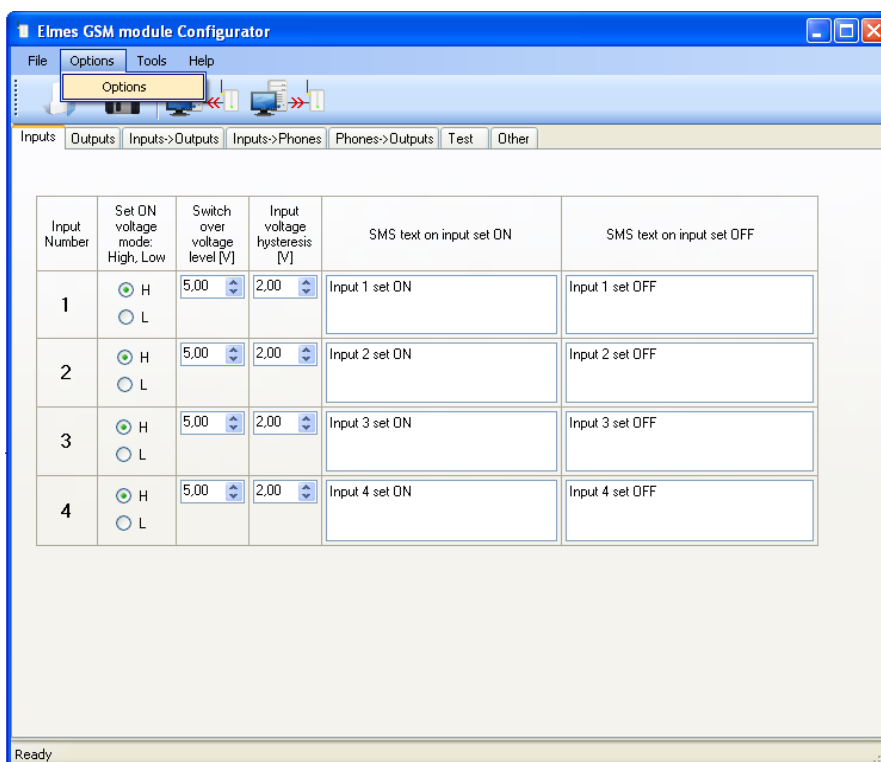 Elmes GSM module Configurator
File Options Tools Help
Options
Inputs Outputs Inputs->Outputs Inputs->Phones Phones->Outputs Test Other
Input Number
Set ON voltage mode: High, Low
Switch over voltage level [V]
Input voltage hysteresis [V]
SMS text on input set ON
SMS text on input set OFF
1
H
L
5,00
2,00
Input 1 set ON
Input 1 set OFF
2
H
L
5,00
2,00
Input 2 set ON
Input 2 set OFF
3
H
L
5,00
2,00
Input 3 set ON
Input 3 set OFF
4
H
L
5,00
2,00
Input 4 set ON
Input 4 set OFF
Ready